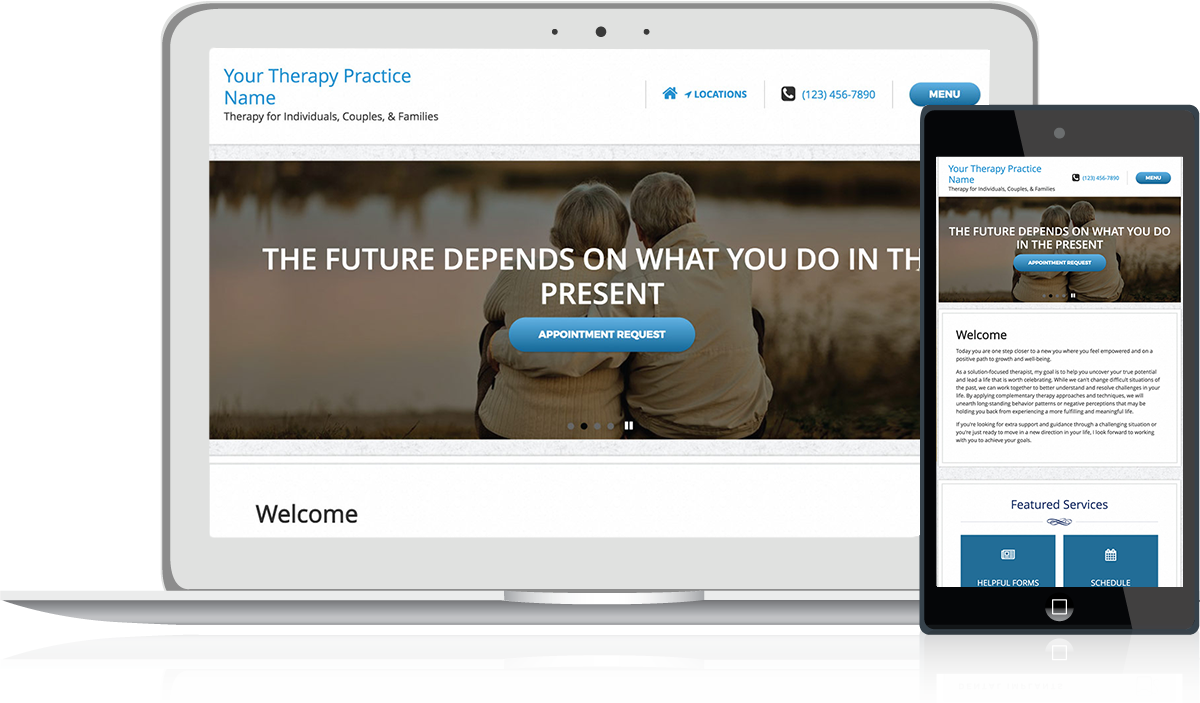 Your Therapy Practice
Name
Therapy for Individuals, Couples, & Families
LOCATIONS
(123) 456-7890
MENU
THE FUTURE DEPENDS ON WHAT YOU DO IN TH
PRESENT
APPOINTMENT REQUEST
Welcome
Your Therapy Practice
Name
Therapy for Individuals, Couples, & Families
(123) 456-7890
MENU
THE FUTURE DEPENDS ON WHAT YOU DO
IN THE PRESENT
APPOINTMENT REQUEST
Welcome
Today you are one step closer to a new you where you feel empowered and on a
positive path to growth and well-being.
As a solution-focused therapist, my goal is to help you uncover your true potential
and lead a life that is worth celebrating. While we can't change difficult situations of
the past, we can work together to better understand and resolve challenges in your
life. By applying complementary therapy approaches and techniques, we will
unearth long-standing behavior patterns or negative perceptions that may be
holding you back from experiencing a more fulfilling and meaningful life.
If you're looking for extra support and guidance through a challenging situation or
you're just ready to move in a new direction in your life, I look forward to working
with you to achieve your goals.
Featured Services
HELPFUL FORMS
SCHEDULE